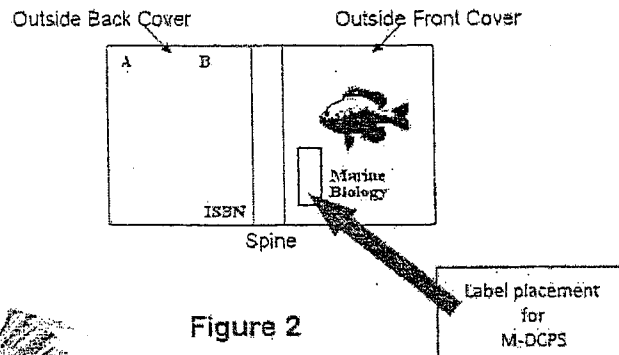 Outside Back Cover
Outside Front Cover
A B
Marine
Biology
ISBN
Spine
Figure 2
Label placement
for
M-DCPS